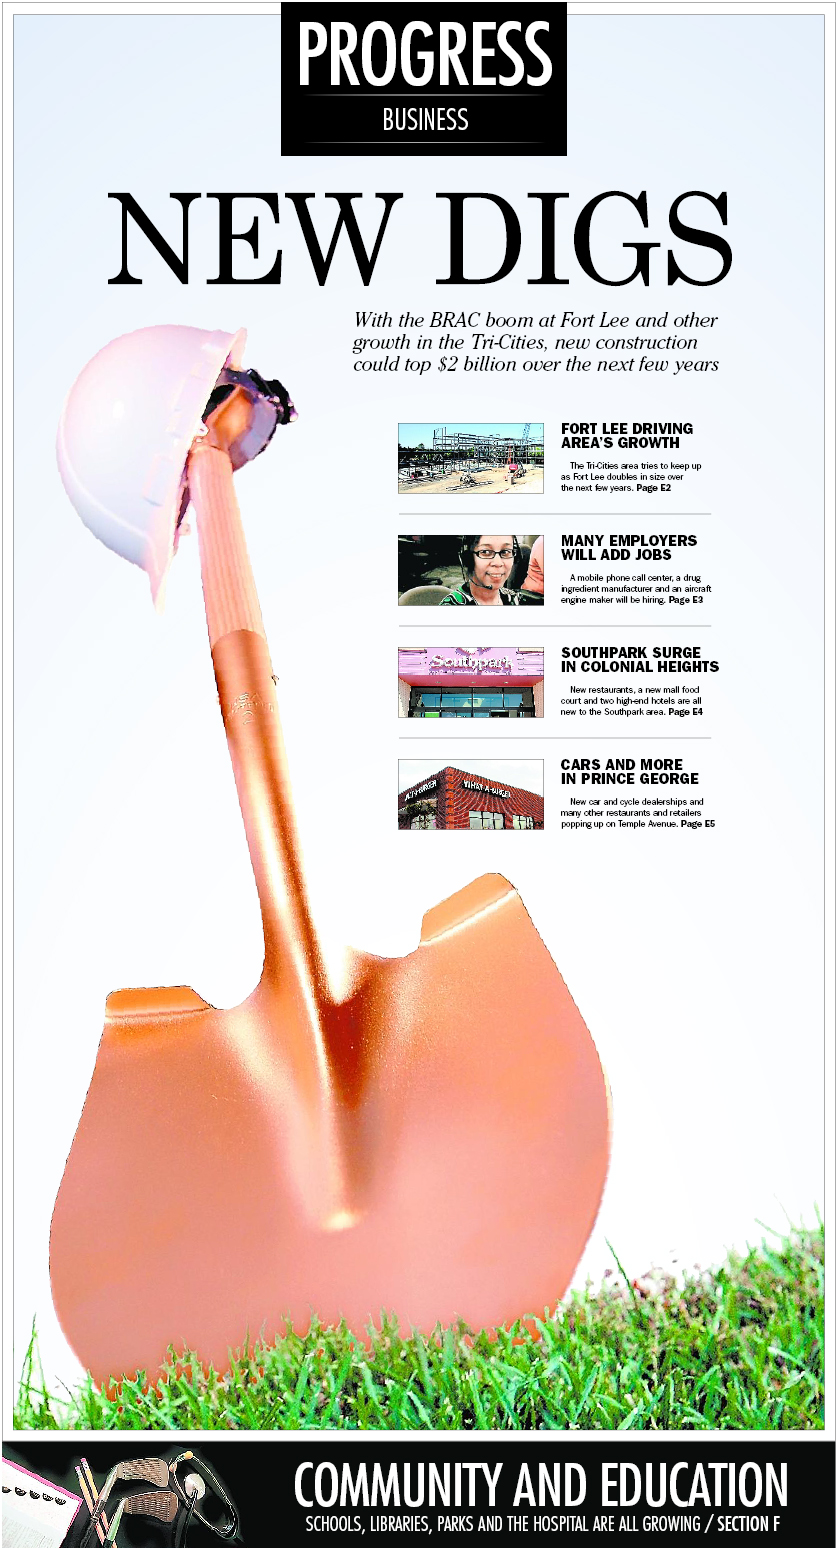 PROGRESS
BUSINESS
NEW DIGS
With the BRAC boom at Fort Lee and other
growth in the Tri-Cities, new construction
could top $2 billion over the next few years
FORT LEE DRIVING
AREA'S GROWTH
The Tri-Cities area tries to keep up
as Fort Lee doubles in size over
the next few years. Page E2
MANY EMPLOYERS
WILL ADD JOBS
A mobile phone call center, a drug
ingredient manufacturer and an aircraft
engine maker will be hiring. Page E3
Southpark
SOUTHPARK SURGE
IN COLONIAL HEIGHTS
New restaurants, a new mall food
court and two high-end hotels are all
new to the Southpark area. Page E4
WHAT-A-BURGER
CARS AND MORE
IN PRINCE GEORGE
New car and cycle dealerships and
many other restaurants and retailers
popping up on Temple Avenue. Page E5
COMMUNITY AND EDUCATION
SCHOOLS, LIBRARIES, PARKS AND THE HOSPITAL ARE ALL GROWING / SECTION F